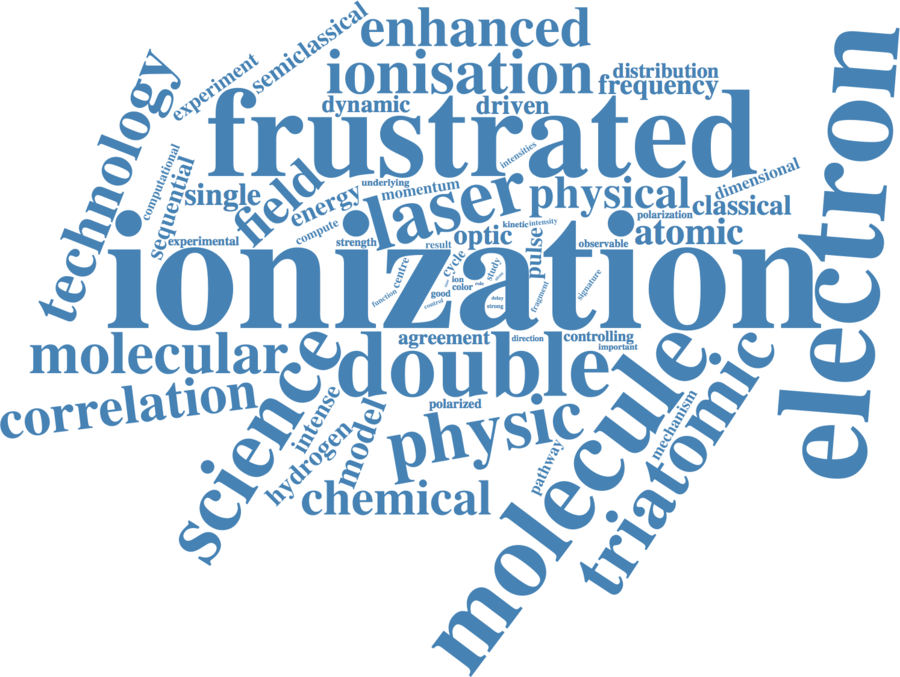 enhanced
semiclassical
experiment
ionisation
distribution
frequency
technology
dynamic
driven
frustrated
electron
intensities
computational
sequential
single
field
energy
underlying
momentum
laser
physical
dimensional
classical
compute
polarization
kinetic
intensity
atomic
experimental
strength
result
optic
pulse
observable
ionization
centre
cycle
study
ion
color
role
good
function
control
delay
strong
fragment
signature
molecular
science
double
agreement
direction
controlling
important
correlation
intense
model
hydrogen
polarized
physic
chemical
pathway
molecule
mechanism
triatomic